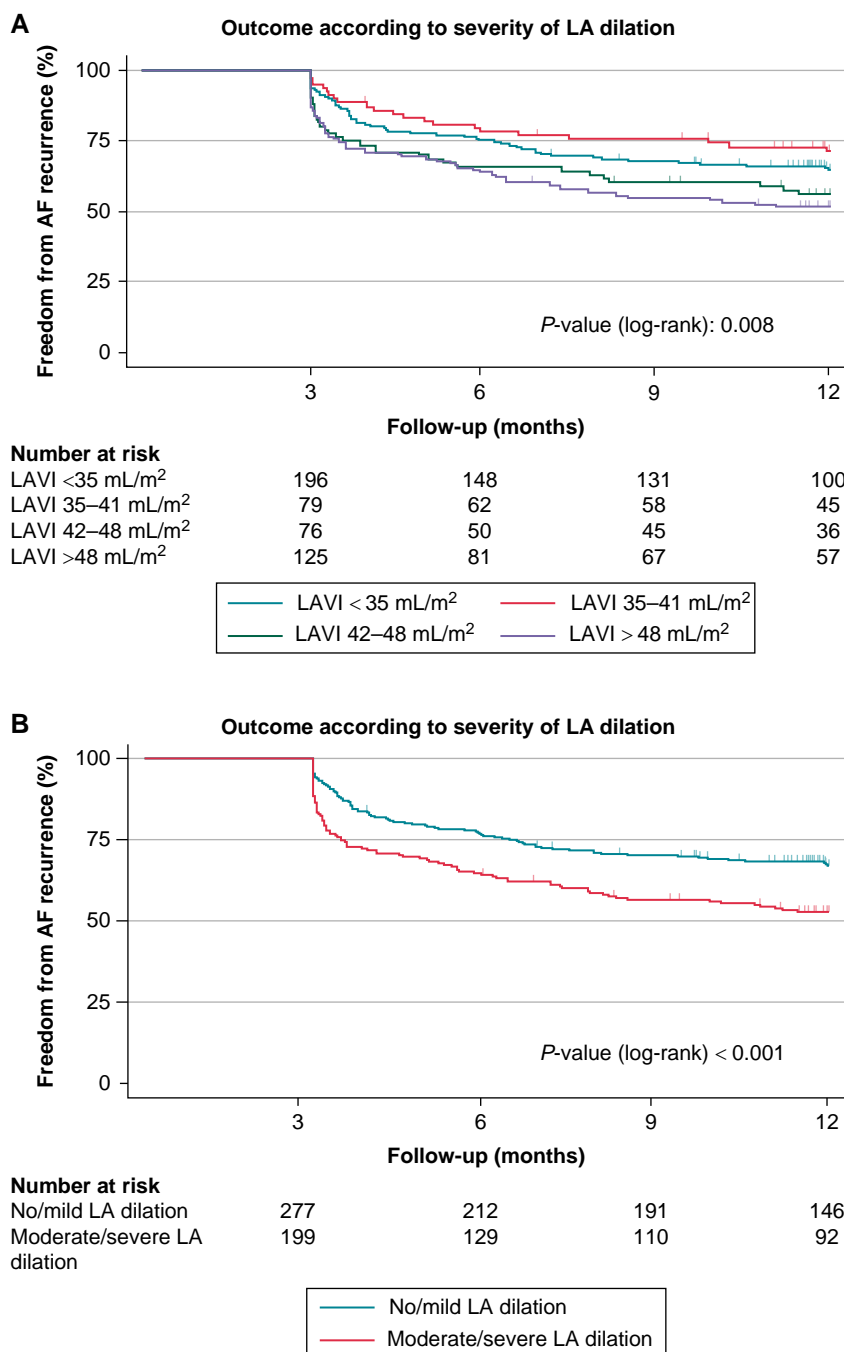 A
Outcome according to severity of LA dilation
Freedom from AF recurrence (%)
100
75
50
25
0
P-value (log-rank): 0.008
3 6 9 12
Follow-up (months)
Number at risk
LAVI <35 mL/m² 196 148 131 100
LAVI 35–41 mL/m² 79 62 58 45
LAVI 42–48 mL/m² 76 50 45 36
LAVI >48 mL/m² 125 81 67 57
LAVI < 35 mL/m² LAVI 35–41 mL/m²
LAVI 42–48 mL/m² LAVI > 48 mL/m²
B
Outcome according to severity of LA dilation
Freedom from AF recurrence (%)
100
75
50
25
0
P-value (log-rank) < 0.001
3 6 9 12
Follow-up (months)
Number at risk
No/mild LA dilation 277 212 191 146
Moderate/severe LA 199 129 110 92
dilation
No/mild LA dilation
Moderate/severe LA dilation